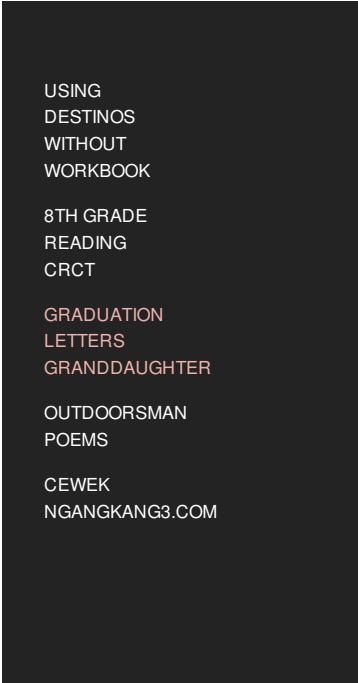 USING
DESTINOS
WITHOUT
WORKBOOK
8TH GRADE
READING
CRCT
GRADUATION
LETTERS
GRANDDAUGHTER
OUTDOORSMAN
POEMS
CEWEK
NGANGKANG3.COM